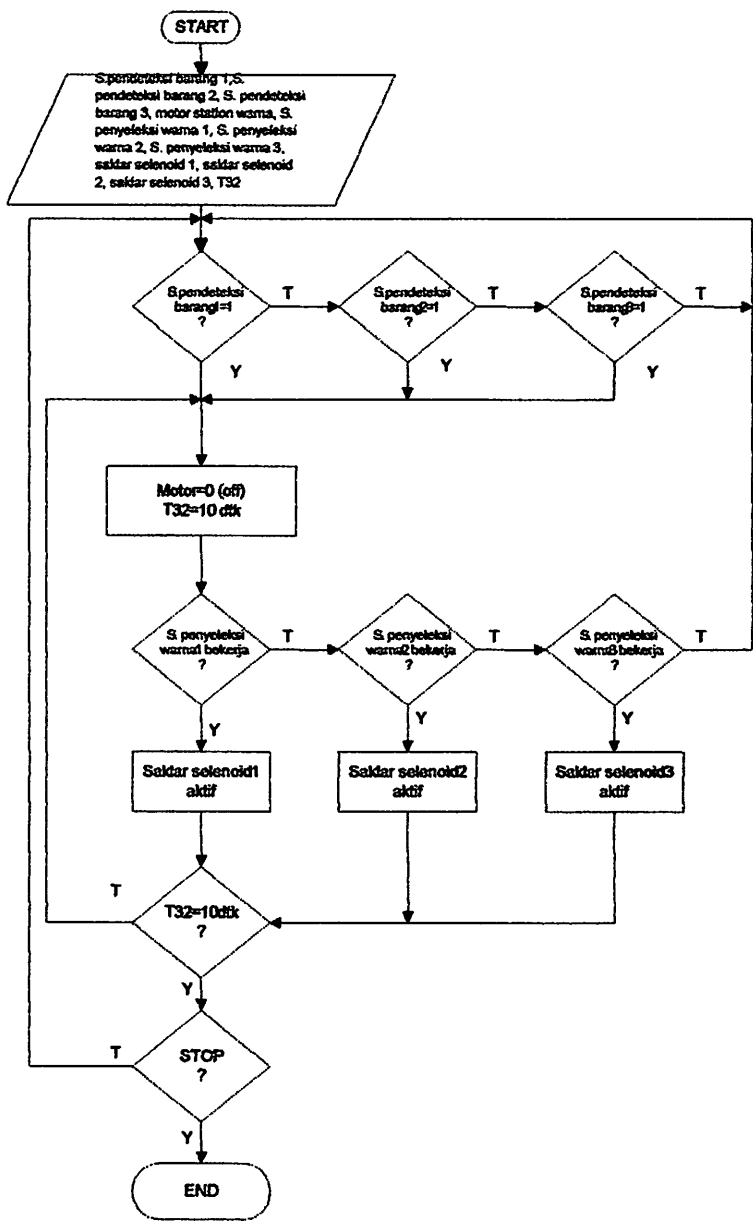 START
S.pendeteksi barang 1,S.
pendeteksi barang 2, S. pendeteksi
barang 3, motor station warna, S.
penyeleksi warna 1, S. penyeleksi
warna 2, S. penyeleksi warna 3,
saklar selenoid 1, saklar selenoid
2, saklar selenoid 3, T32
S.pendeteksi
barang1=1
?
T
S.pendeteksi
barang2=1
?
T
S.pendeteksi
barang3=1
?
T
Y
Y
Y
Motor=0 (off)
T32=10 dtk
S. penyeleksi
warna1 bekerja
?
T
S. penyeleksi
warna2 bekerja
?
T
S. penyeleksi
warna3 bekerja
?
T
Y
Y
Y
Saklar selenoid1
aktif
Saklar selenoid2
aktif
Saklar selenoid3
aktif
T
T32=10dtk
?
Y
T
STOP
?
Y
END